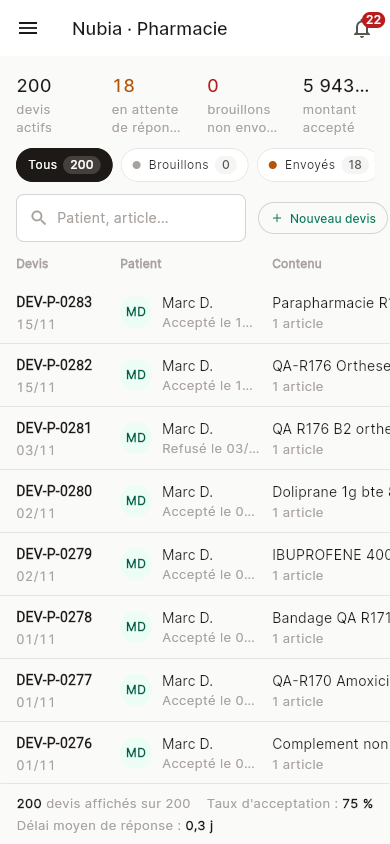 Nubia · Pharmacie
22
200 18 0 5 943...
devis en attente brouillons montant
actifs de répon... non envo... accepté
Tous 200 Brouillons 0 Envoyés 18
Patient, article... + Nouveau devis
Devis Patient Contenu
DEV-P-0283 MD Marc D. Parapharmacie R1
15/11 Accepté le 1... 1 article
DEV-P-0282 MD Marc D. QA-R176 Orthese
15/11 Accepté le 1... 1 article
DEV-P-0281 MD Marc D. QA R176 B2 orthe
03/11 Refusé le 03/... 1 article
DEV-P-0280 MD Marc D. Doliprane 1g bte
02/11 Accepté le 0... 1 article
DEV-P-0279 MD Marc D. IBUPROFENE 400
02/11 Accepté le 0... 1 article
DEV-P-0278 MD Marc D. Bandage QA R171
01/11 Accepté le 0... 1 article
DEV-P-0277 MD Marc D. QA-R170 Amoxici
01/11 Accepté le 0... 1 article
DEV-P-0276 MD Marc D. Complement non
01/11 Accepté le 0... 1 article
200 devis affichés sur 200 Taux d'acceptation : 75 %
Délai moyen de réponse : 0,3 j